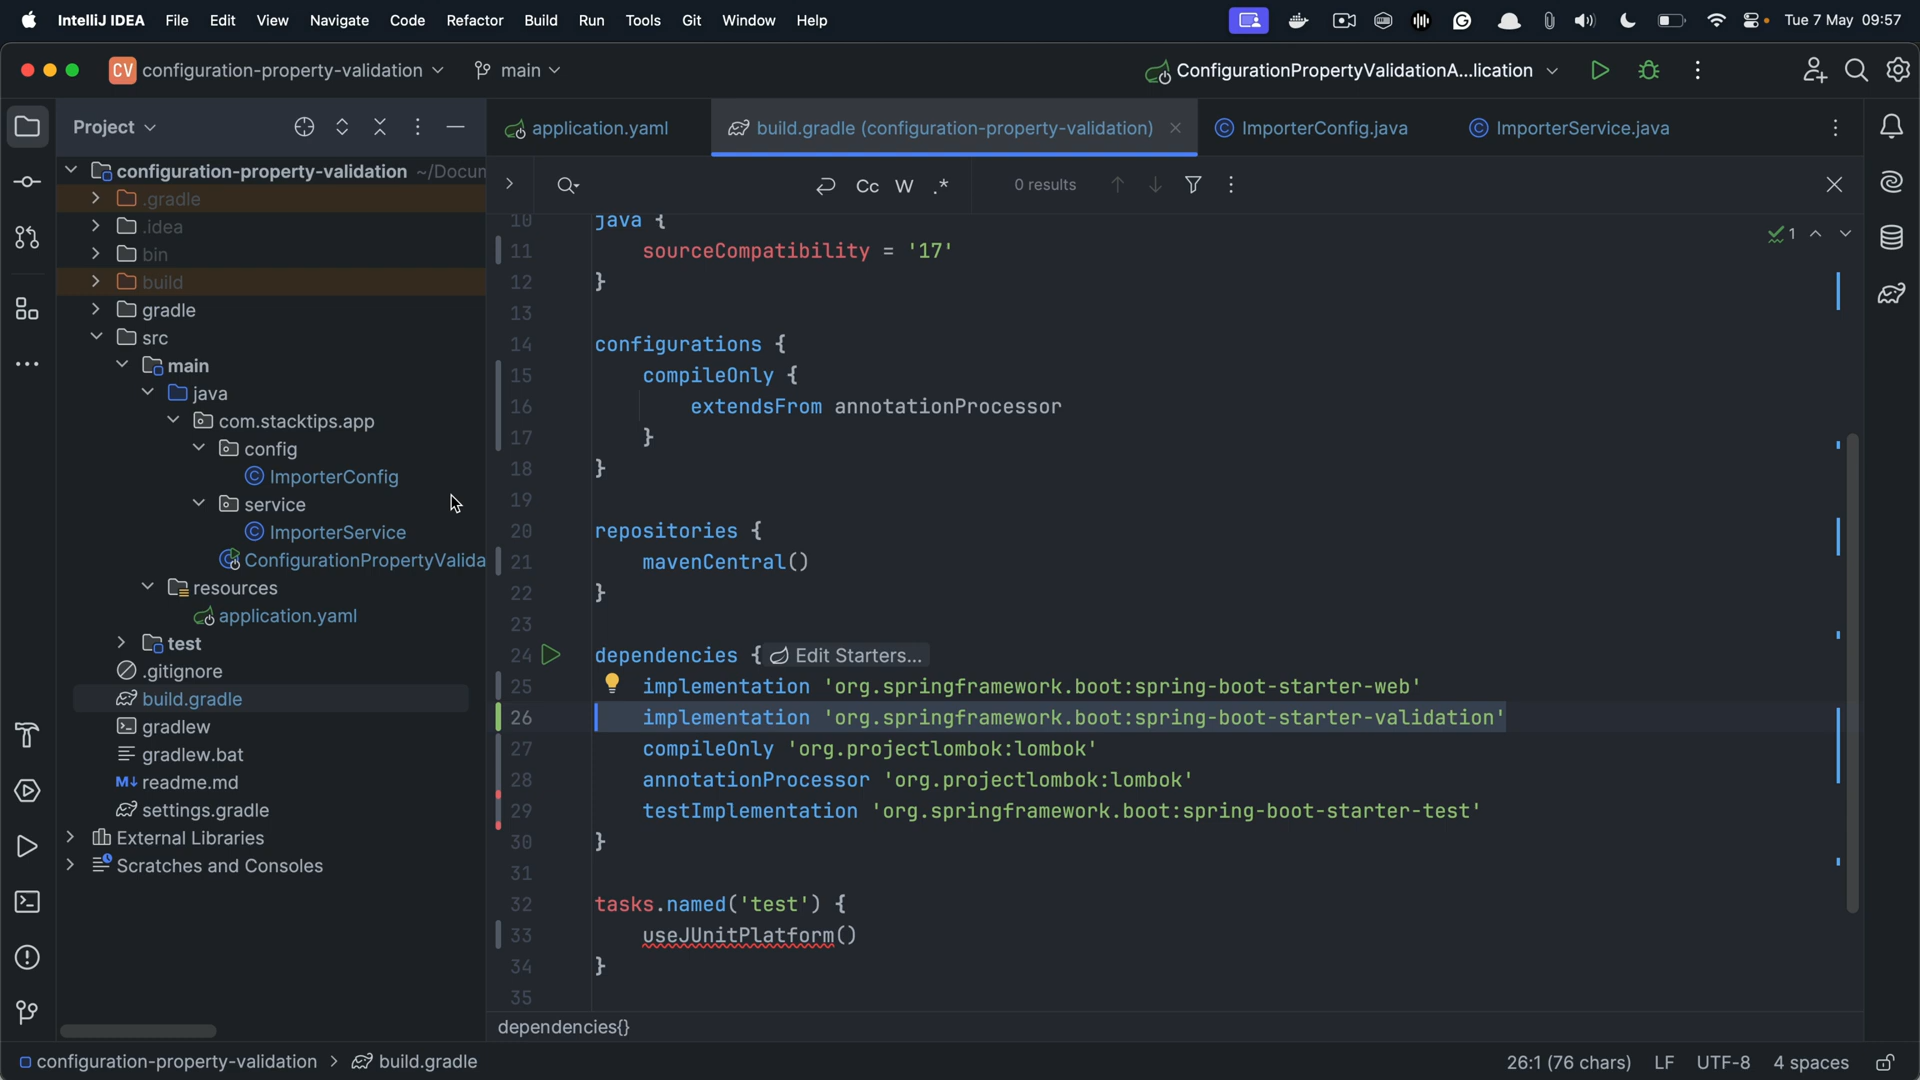 IntelliJ IDEA File Edit View Navigate Code Refactor Build Run Tools Git Window Help Tue 7 May 09:57
CV configuration-property-validation main ConfigurationPropertyValidationA...lication
Project application.yaml build.gradle (configuration-property-validation) ImporterConfig.java ImporterService.java
Cc W .* 0 results
configuration-property-validation ~/Docum
.gradle
.idea
bin
build
gradle
src
main
java
com.stacktips.app
config
ImporterConfig
service
ImporterService
ConfigurationPropertyValida
resources
application.yaml
test
.gitignore
build.gradle
gradlew
gradlew.bat
M↓ readme.md
settings.gradle
External Libraries
Scratches and Consoles
10 java {
11 sourceCompatibility = '17'
12 }
13
14 configurations {
15 compileOnly {
16 extendsFrom annotationProcessor
17 }
18 }
19
20 repositories {
21 mavenCentral()
22 }
23
24 dependencies { Edit Starters...
25 implementation 'org.springframework.boot:spring-boot-starter-web'
26 implementation 'org.springframework.boot:spring-boot-starter-validation'
27 compileOnly 'org.projectlombok:lombok'
28 annotationProcessor 'org.projectlombok:lombok'
29 testImplementation 'org.springframework.boot:spring-boot-starter-test'
30 }
31
32 tasks.named('test') {
33 useJUnitPlatform()
34 }
35
1
dependencies{}
configuration-property-validation > build.gradle 26:1 (76 chars) LF UTF-8 4 spaces